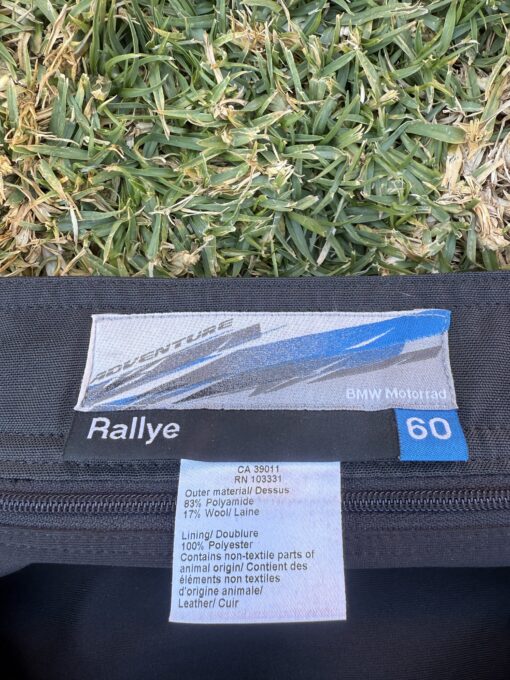 ADVENTURE
BMW Motorrad
Rallye
60
CA 39011
RN 103331
Outer material/ Dessus
83% Polyamide
17% Wool/ Laine
Lining/ Doublure
100% Polyester
Contains non-textile parts of
animal origin/ Contient des
éléments non textiles
d'origine animale/
Leather/ Cuir